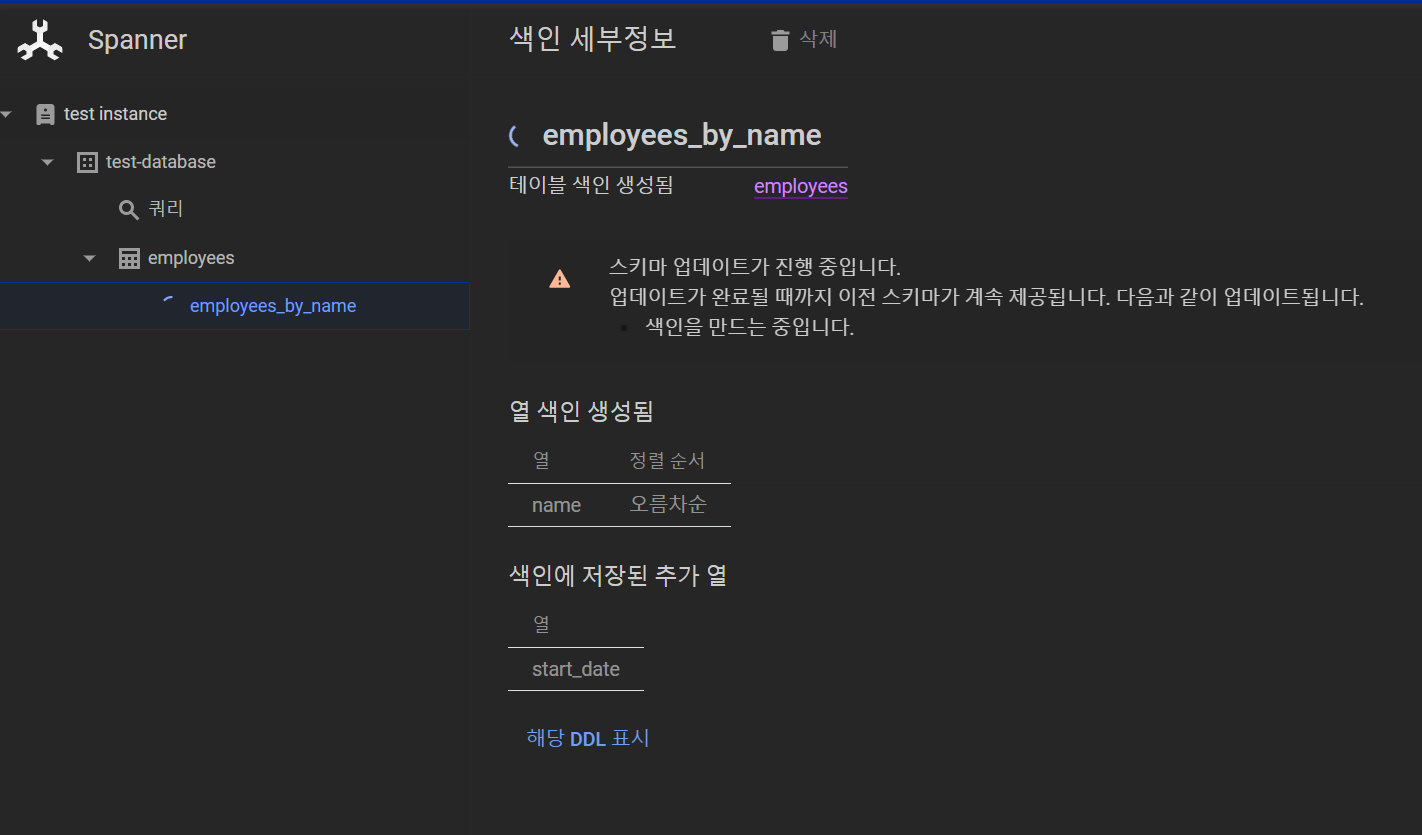 Spanner
색인 세부정보
삭제
test instance
test-database
쿼리
employees
employees_by_name
employees_by_name
테이블 색인 생성됨 employees
스키마 업데이트가 진행 중입니다.
업데이트가 완료될 때까지 이전 스키마가 계속 제공됩니다. 다음과 같이 업데이트됩니다.
색인을 만드는 중입니다.
열 색인 생성됨
열 정렬 순서
name 오름차순
색인에 저장된 추가 열
열
start_date
해당 DDL 표시